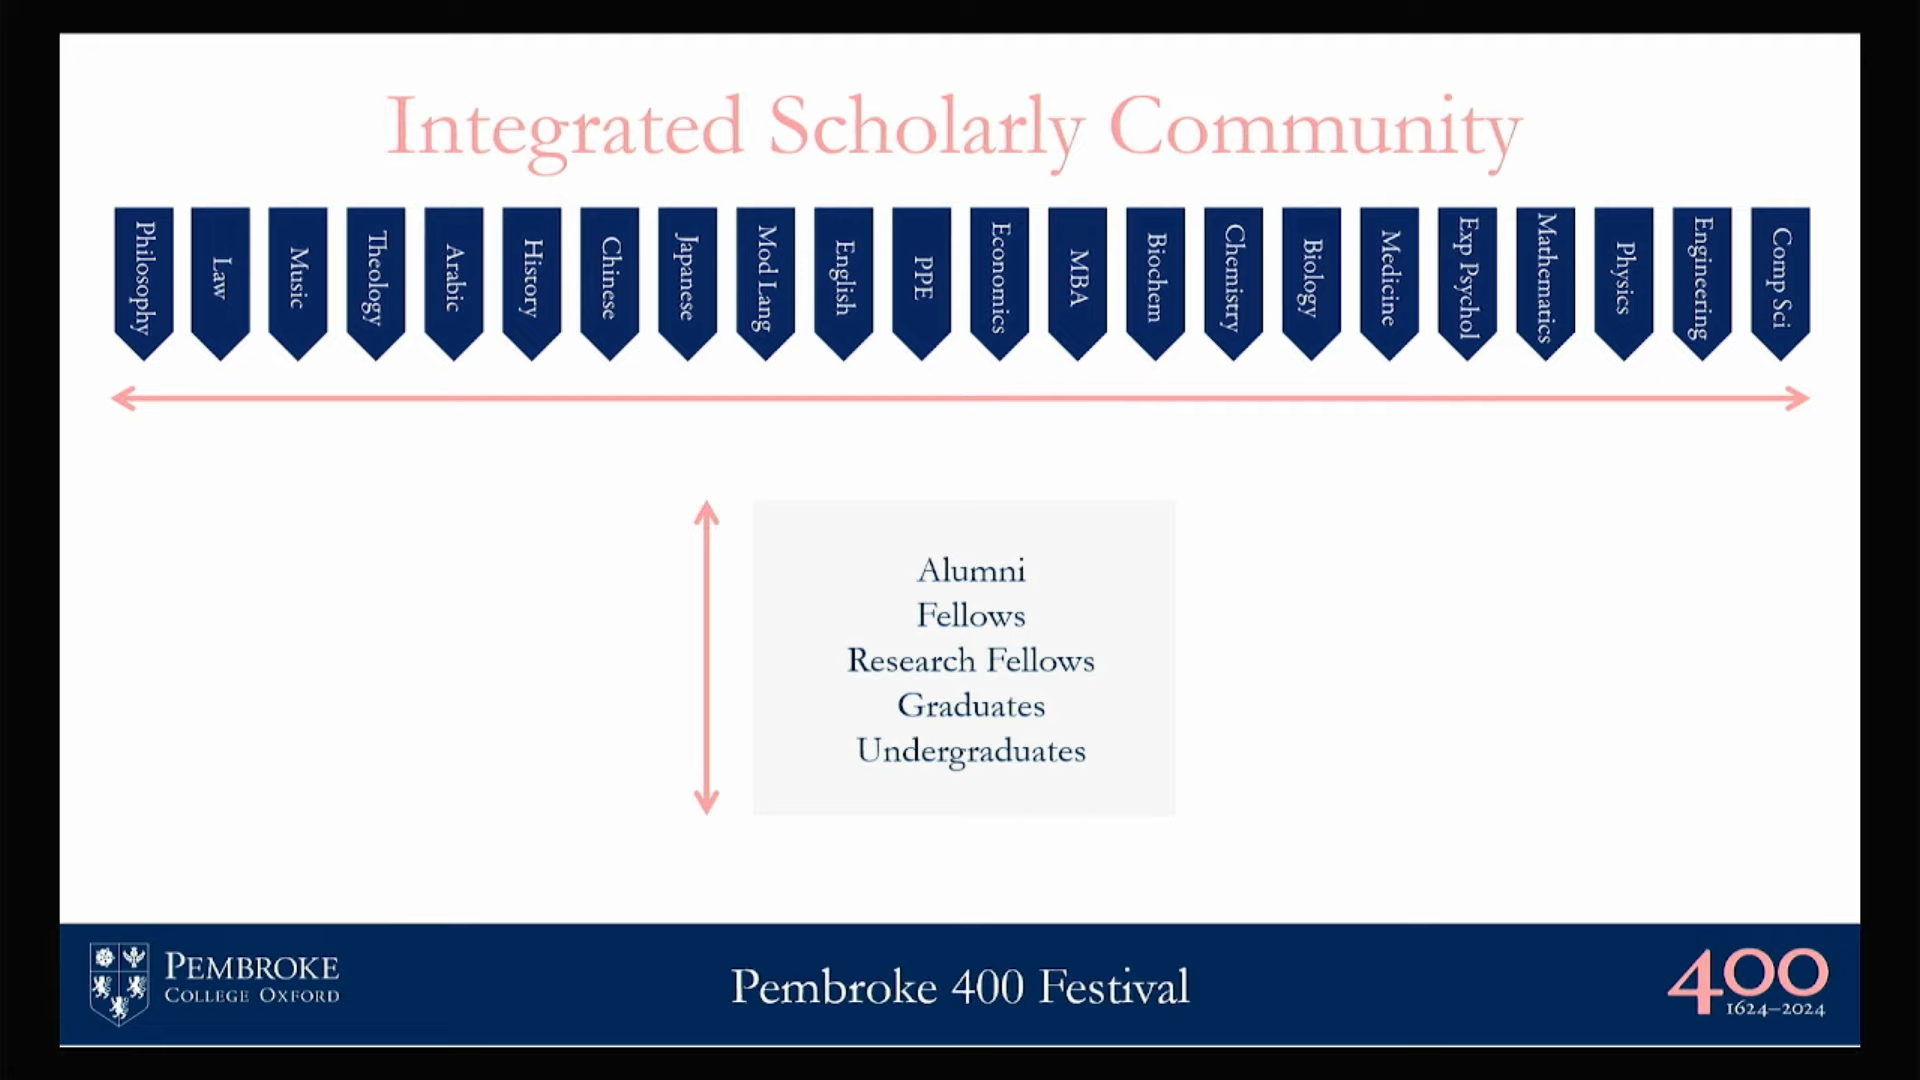 Integrated Scholarly Community
Philosophy
Law
Music
Theology
Arabic
History
Chinese
Japanese
Mod Lang
English
PPE
Economics
MBA
Biochem
Chemistry
Biology
Medicine
Exp Psychol
Mathematics
Physics
Engineering
Comp Sci
Alumni
Fellows
Research Fellows
Graduates
Undergraduates
PEMBROKE
COLLEGE OXFORD
Pembroke 400 Festival
400
1624–2024